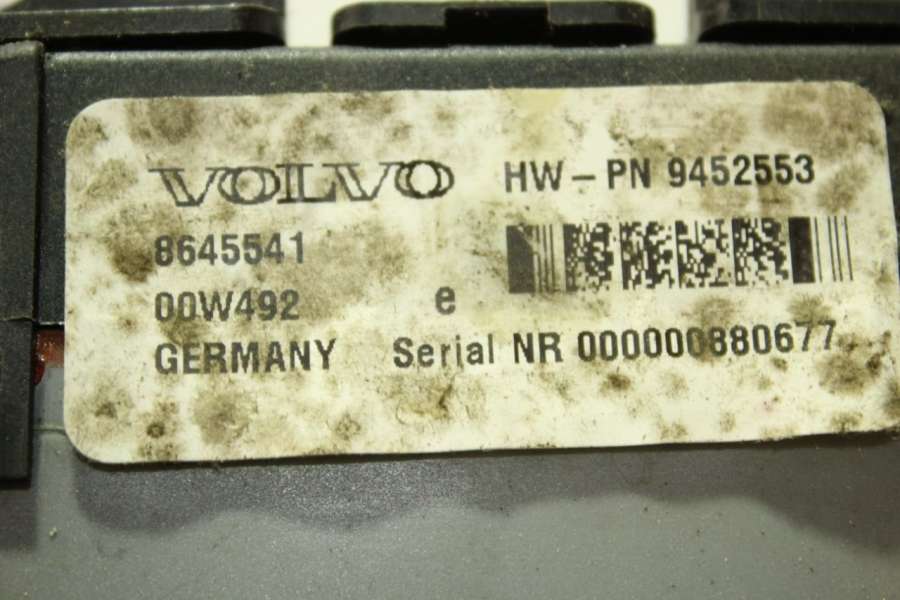 VOLVO HW-PN 9452553
8645541
00W492 e
GERMANY Serial NR 000000880677